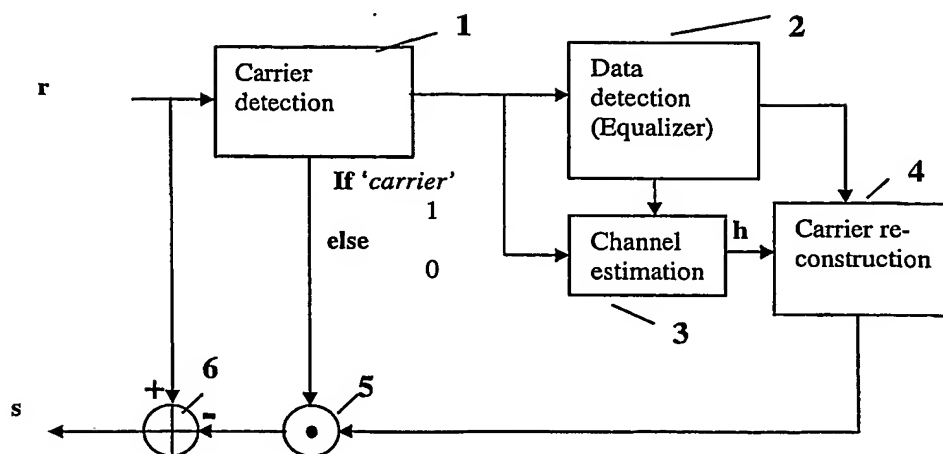 1
2
r
Carrier
detection
Data
detection
(Equalizer)
If ‘carrier’
1
else
0
4
Channel
estimation
h
Carrier re-
construction
3
6
5
+
-
s